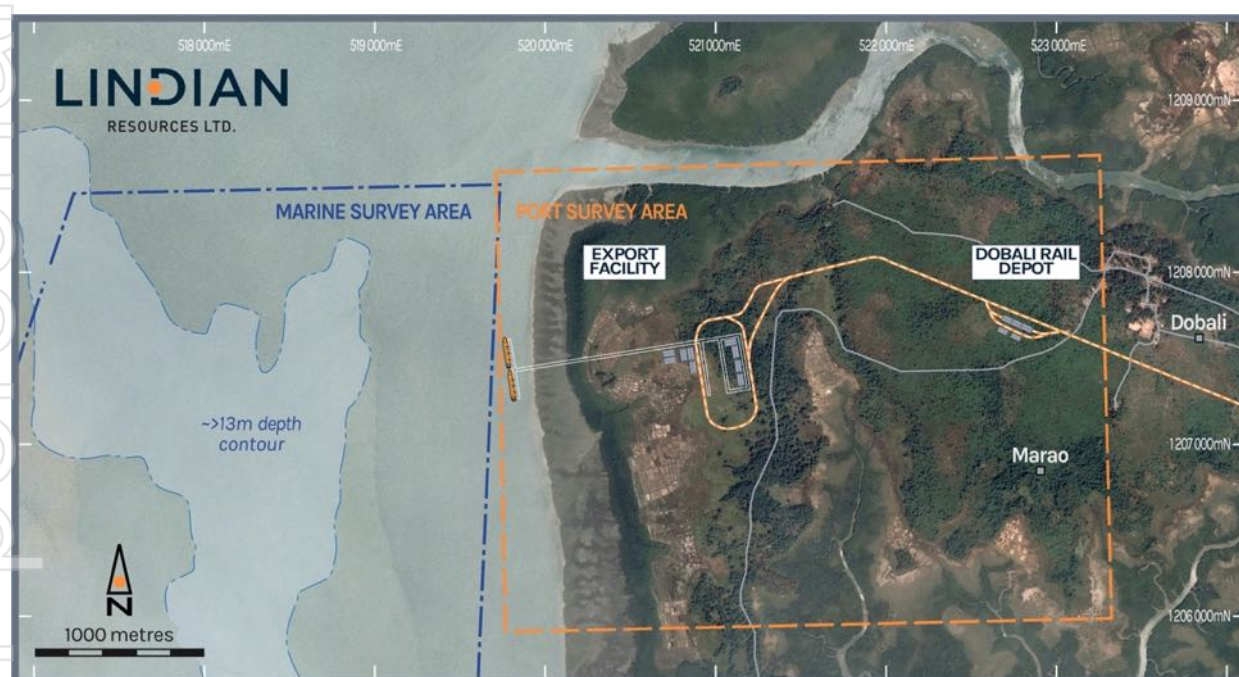 518 000mE
519 000mE
520 000mE
521 000mE
522 000mE
523 000mE
LINDIAN
RESOURCES LTD.
1209 000mN
MARINE SURVEY AREA
PORT SURVEY AREA
EXPORT
FACILITY
DOBALI RAIL
DEPOT
1208 000mN
Dobali
~>13m depth
contour
1207 000mN
Marao
N
1206 000mN
1000 metres